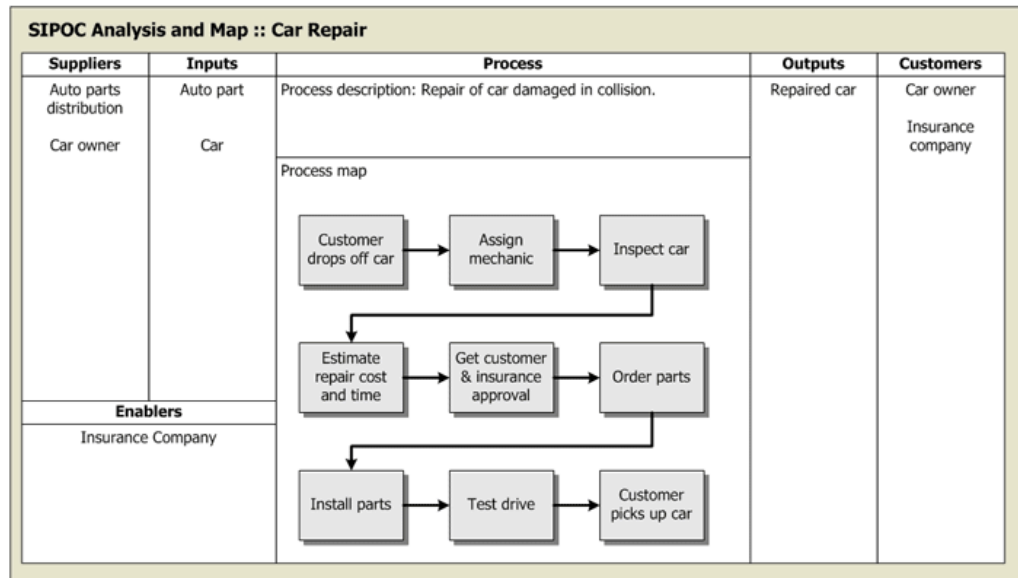 SIPOC Analysis and Map :: Car Repair
Suppliers
Inputs
Process
Outputs
Customers
Auto parts
distribution
Car owner
Auto part
Car
Process description: Repair of car damaged in collision.
Repaired car
Car owner
Insurance
company
Process map
Customer
drops off car
Assign
mechanic
Inspect car
Estimate
repair cost
and time
Get customer
& insurance
approval
Order parts
Enablers
Insurance Company
Install parts
Test drive
Customer
picks up car